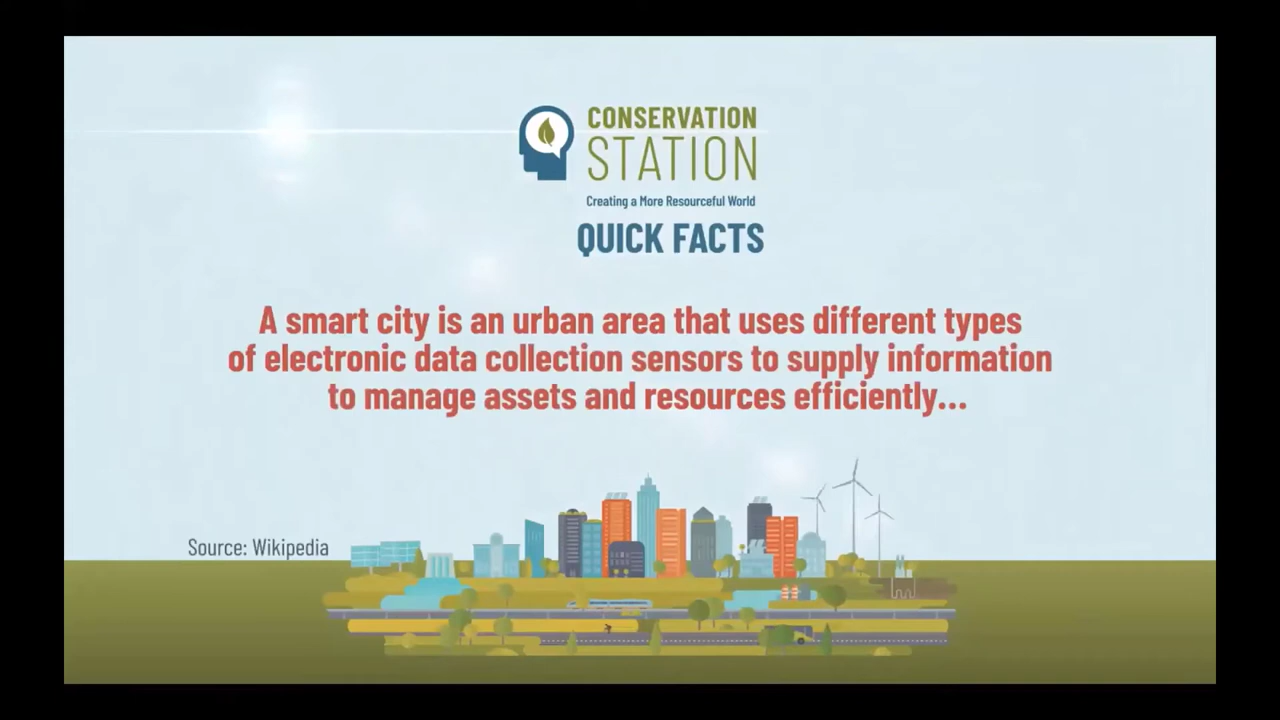 CONSERVATION
STATION
Creating a More Resourceful World
QUICK FACTS
A smart city is an urban area that uses different types
of electronic data collection sensors to supply information
to manage assets and resources efficiently...
Source: Wikipedia